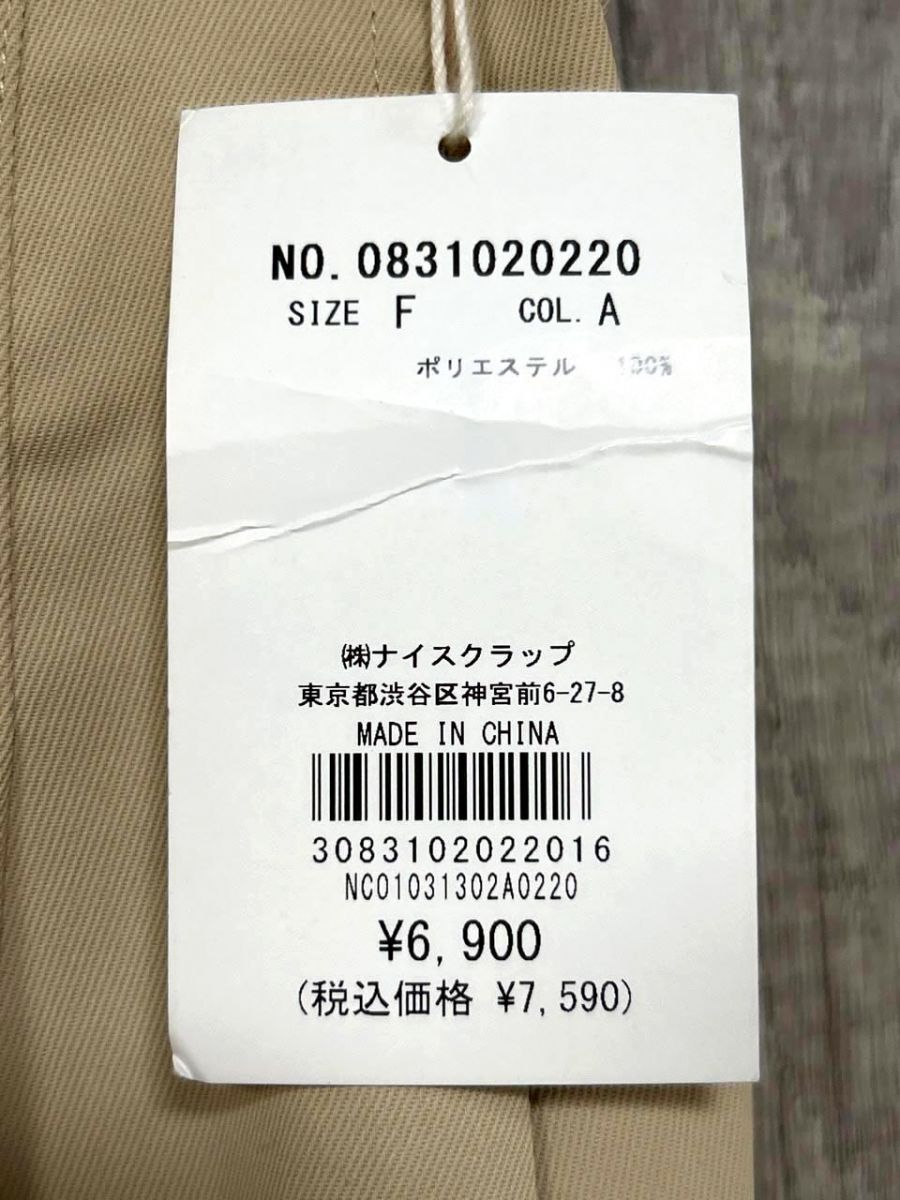 NO. 0831020220
SIZE F COL. A
ポリエステル 100%
㈱ナイスクラップ
東京都渋谷区神宮前6-27-8
MADE IN CHINA
3083102022016
NC01031302A0220
¥6,900
(税込価格 ¥7,590)